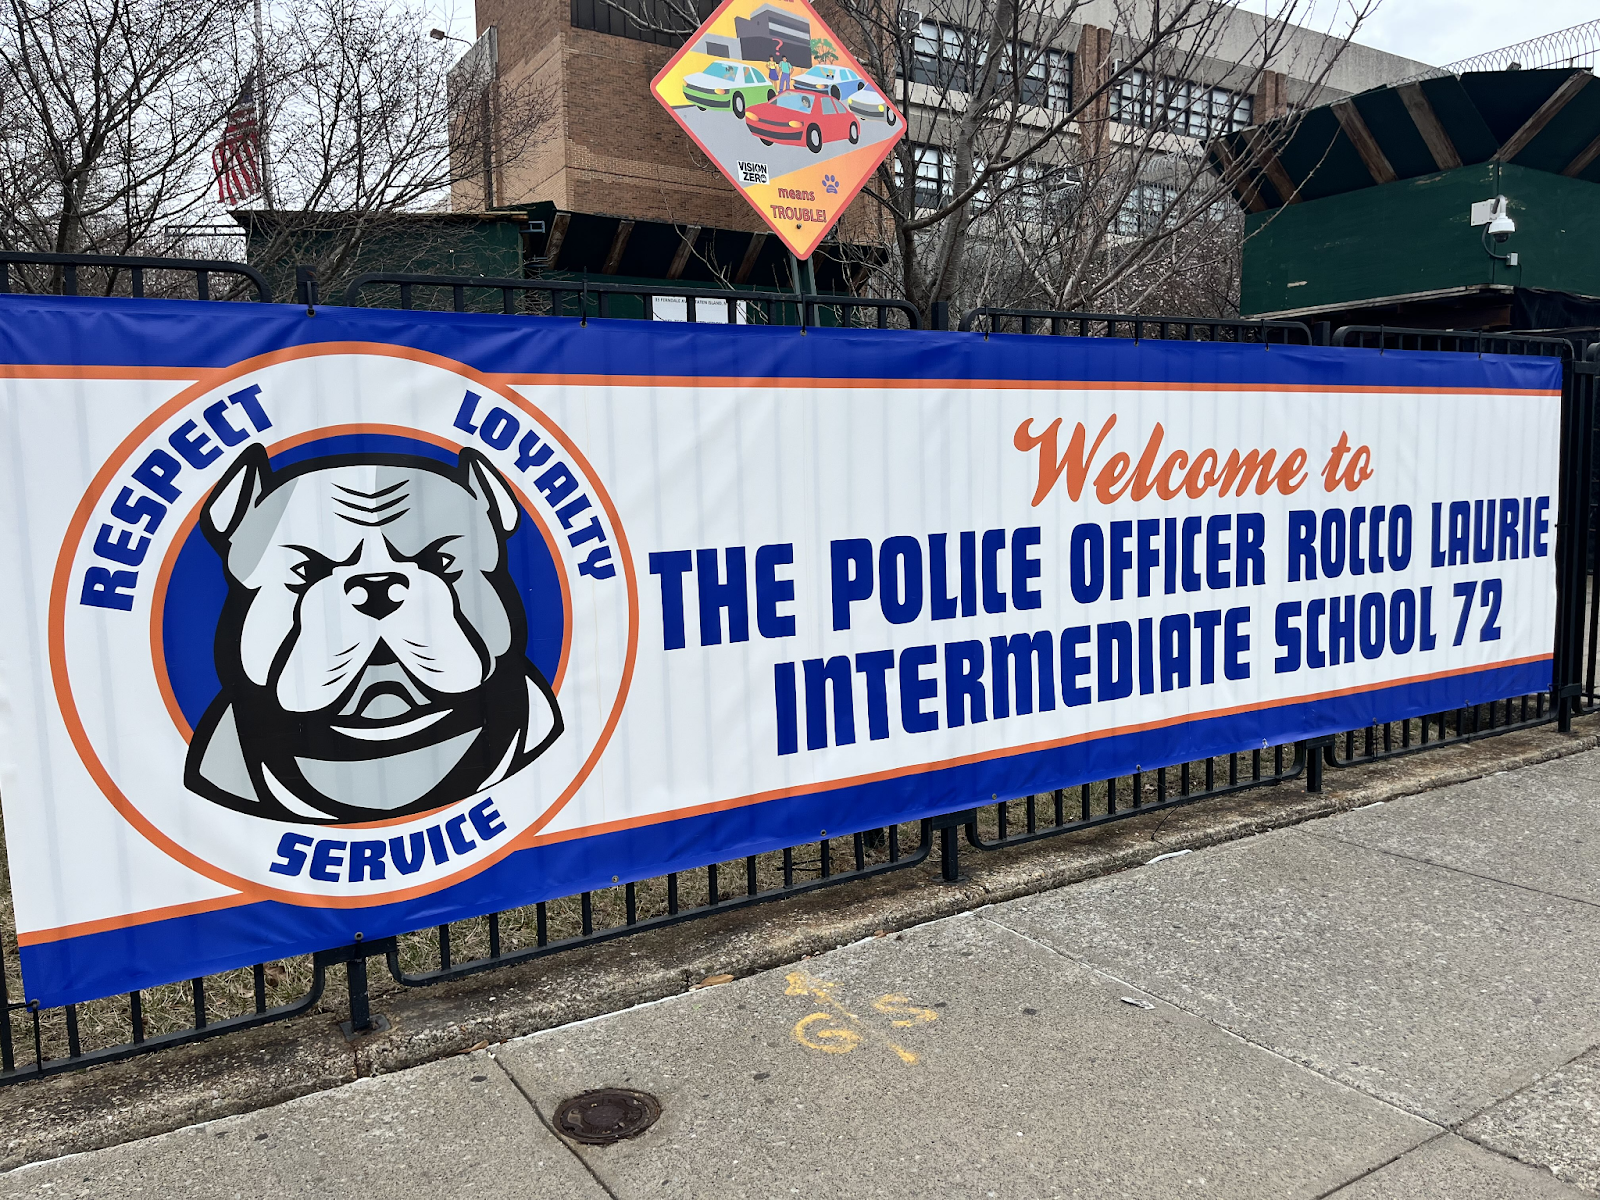 VISION
ZERO
means
TROUBLE!
RESPECT
LOYALTY
SERVICE
Welcome to
THE POLICE OFFICER ROCCO LAURIE
INTERMEDIATE SCHOOL 72
G S